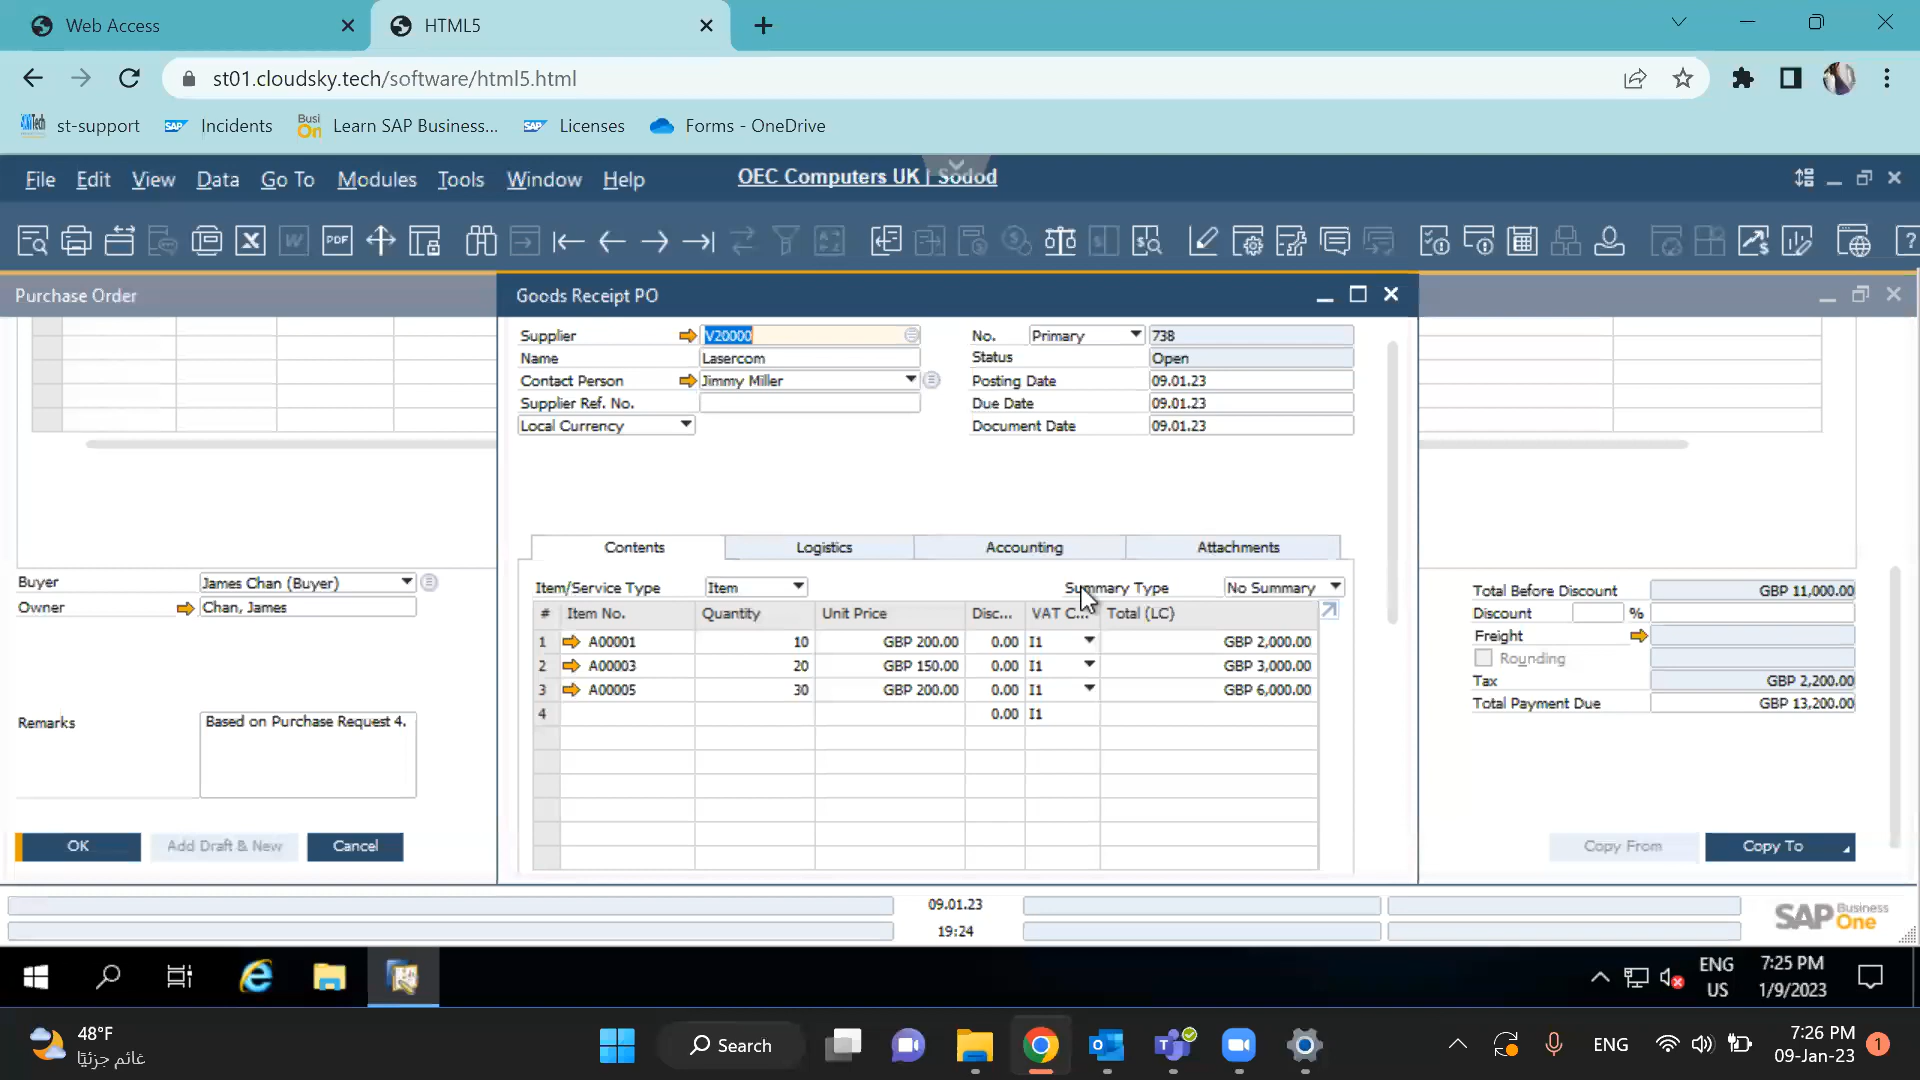 Web Access
HTML5
st01.cloudsky.tech/software/html5.html
st-support
Incidents
Learn SAP Business...
Licenses
Forms - OneDrive
File Edit View Data Go To Modules Tools Window Help
OEC Computers UK | Sodod
Purchase Order
Goods Receipt PO
Supplier V20000
Name Lasercom
Contact Person Jimmy Miller
Supplier Ref. No.
Local Currency
No. Primary 738
Status Open
Posting Date 09.01.23
Due Date 09.01.23
Document Date 09.01.23
Contents Logistics Accounting Attachments
Item/Service Type Item
Summary Type No Summary
# Item No. Quantity Unit Price Disc... VAT C... Total (LC)
1 A00001 10 GBP 200.00 0.00 I1 GBP 2,000.00
2 A00003 20 GBP 150.00 0.00 I1 GBP 3,000.00
3 A00005 30 GBP 200.00 0.00 I1 GBP 6,000.00
4 0.00 I1
Buyer James Chan (Buyer)
Owner Chan, James
Remarks Based on Purchase Request 4.
OK Add Draft & New Cancel
Total Before Discount GBP 11,000.00
Discount %
Freight
Rounding
Tax GBP 2,200.00
Total Payment Due GBP 13,200.00
Copy From Copy To
09.01.23
19:24
SAP Business One
ENG
US
7:25 PM
1/9/2023
48°F
غائم جزئيًا
Search
ENG
7:26 PM
09-Jan-23
1